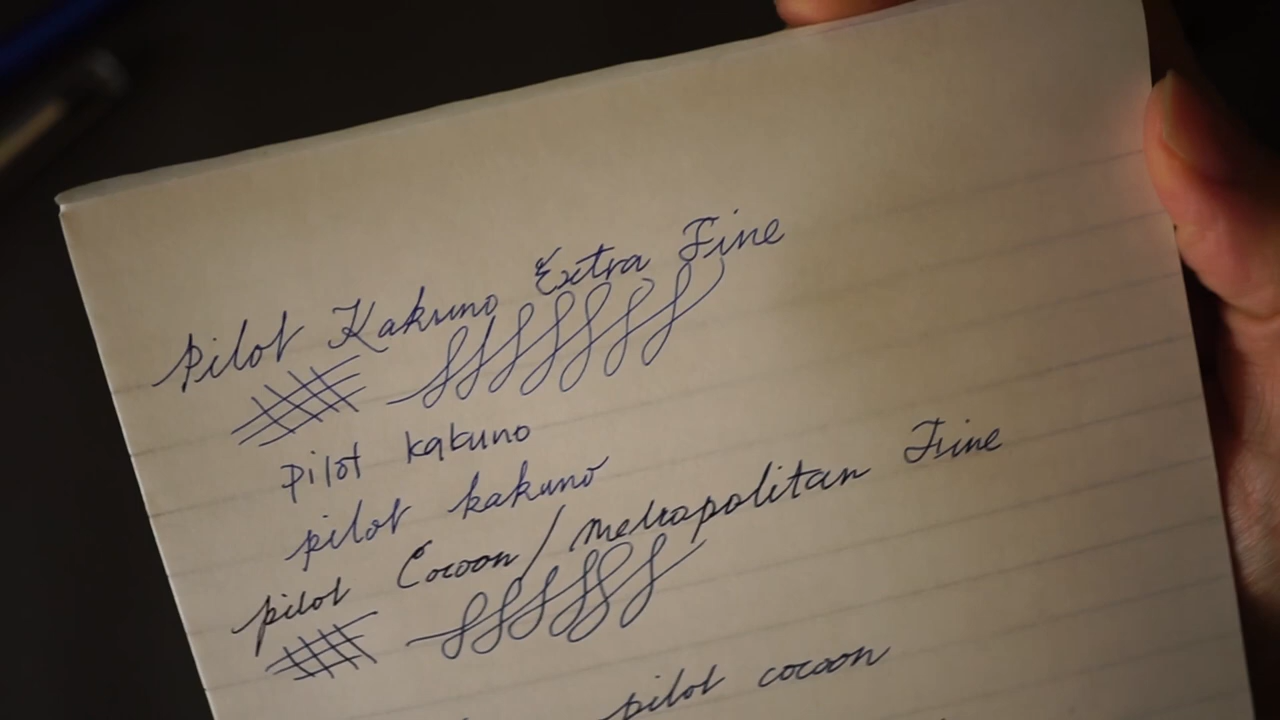 Pilot Kakuno Extra Fine
Pilot kakuno
pilot kakuno
pilot Cocoon / Metropolitan Fine
pilot cocoon